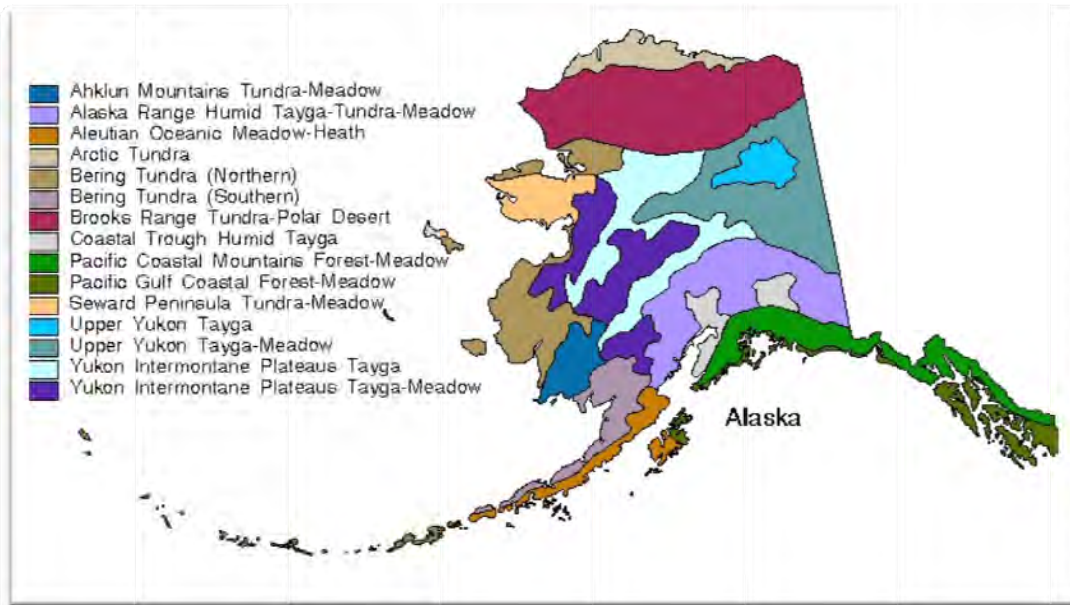 Ahklun Mountains Tundra-Meadow
Alaska Range Humid Tayga-Tundra-Meadow
Aleutian Oceanic Meadow-Heath
Arctic Tundra
Bering Tundra (Northern)
Bering Tundra (Southern)
Brooks Range Tundra-Polar Desert
Coastal Trough Humid Tayga
Pacific Coastal Mountains Forest-Meadow
Pacific Gulf Coastal Forest-Meadow
Seward Peninsula Tundra-Meadow
Upper Yukon Tayga
Upper Yukon Tayga-Meadow
Yukon Intermontane Plateaus Tayga
Yukon Intermontane Plateaus Tayga-Meadow
Alaska